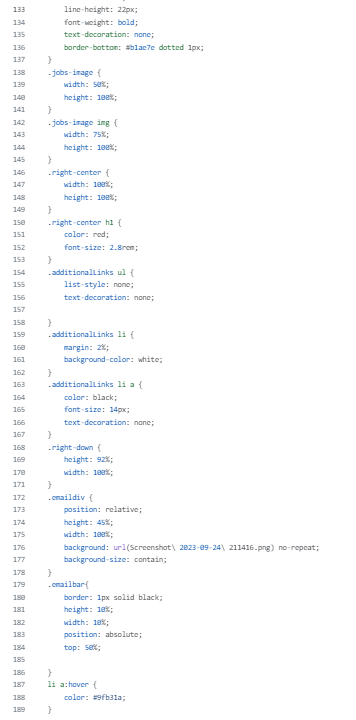 133 line-height: 22px;
134 font-weight: bold;
135 text-decoration: none;
136 border-bottom: #b1ae7e dotted 1px;
137 }
138 .jobs-image {
139 width: 50%;
140 height: 100%;
141 }
142 .jobs-image img {
143 width: 75%;
144 height: 100%;
145 }
146 .right-center {
147 width: 100%;
148 height: 100%;
149 }
150 .right-center h1 {
151 color: red;
152 font-size: 2.8rem;
153 }
154 .additionalLinks ul {
155 list-style: none;
156 text-decoration: none;
157
158 }
159 .additionalLinks li {
160 margin: 2%;
161 background-color: white;
162 }
163 .additionalLinks li a {
164 color: black;
165 font-size: 14px;
166 text-decoration: none;
167 }
168 .right-down {
169 height: 92%;
170 width: 100%;
171 }
172 .emaildiv {
173 position: relative;
174 height: 45%;
175 width: 100%;
176 background: url(Screenshot\ 2023-09-24\ 211416.png) no-repeat;
177 background-size: contain;
178 }
179 .emailbar{
180 border: 1px solid black;
181 height: 10%;
182 width: 10%;
183 position: absolute;
184 top: 50%;
185
186 }
187 li a:hover {
188 color: #9fb31a;
189 }